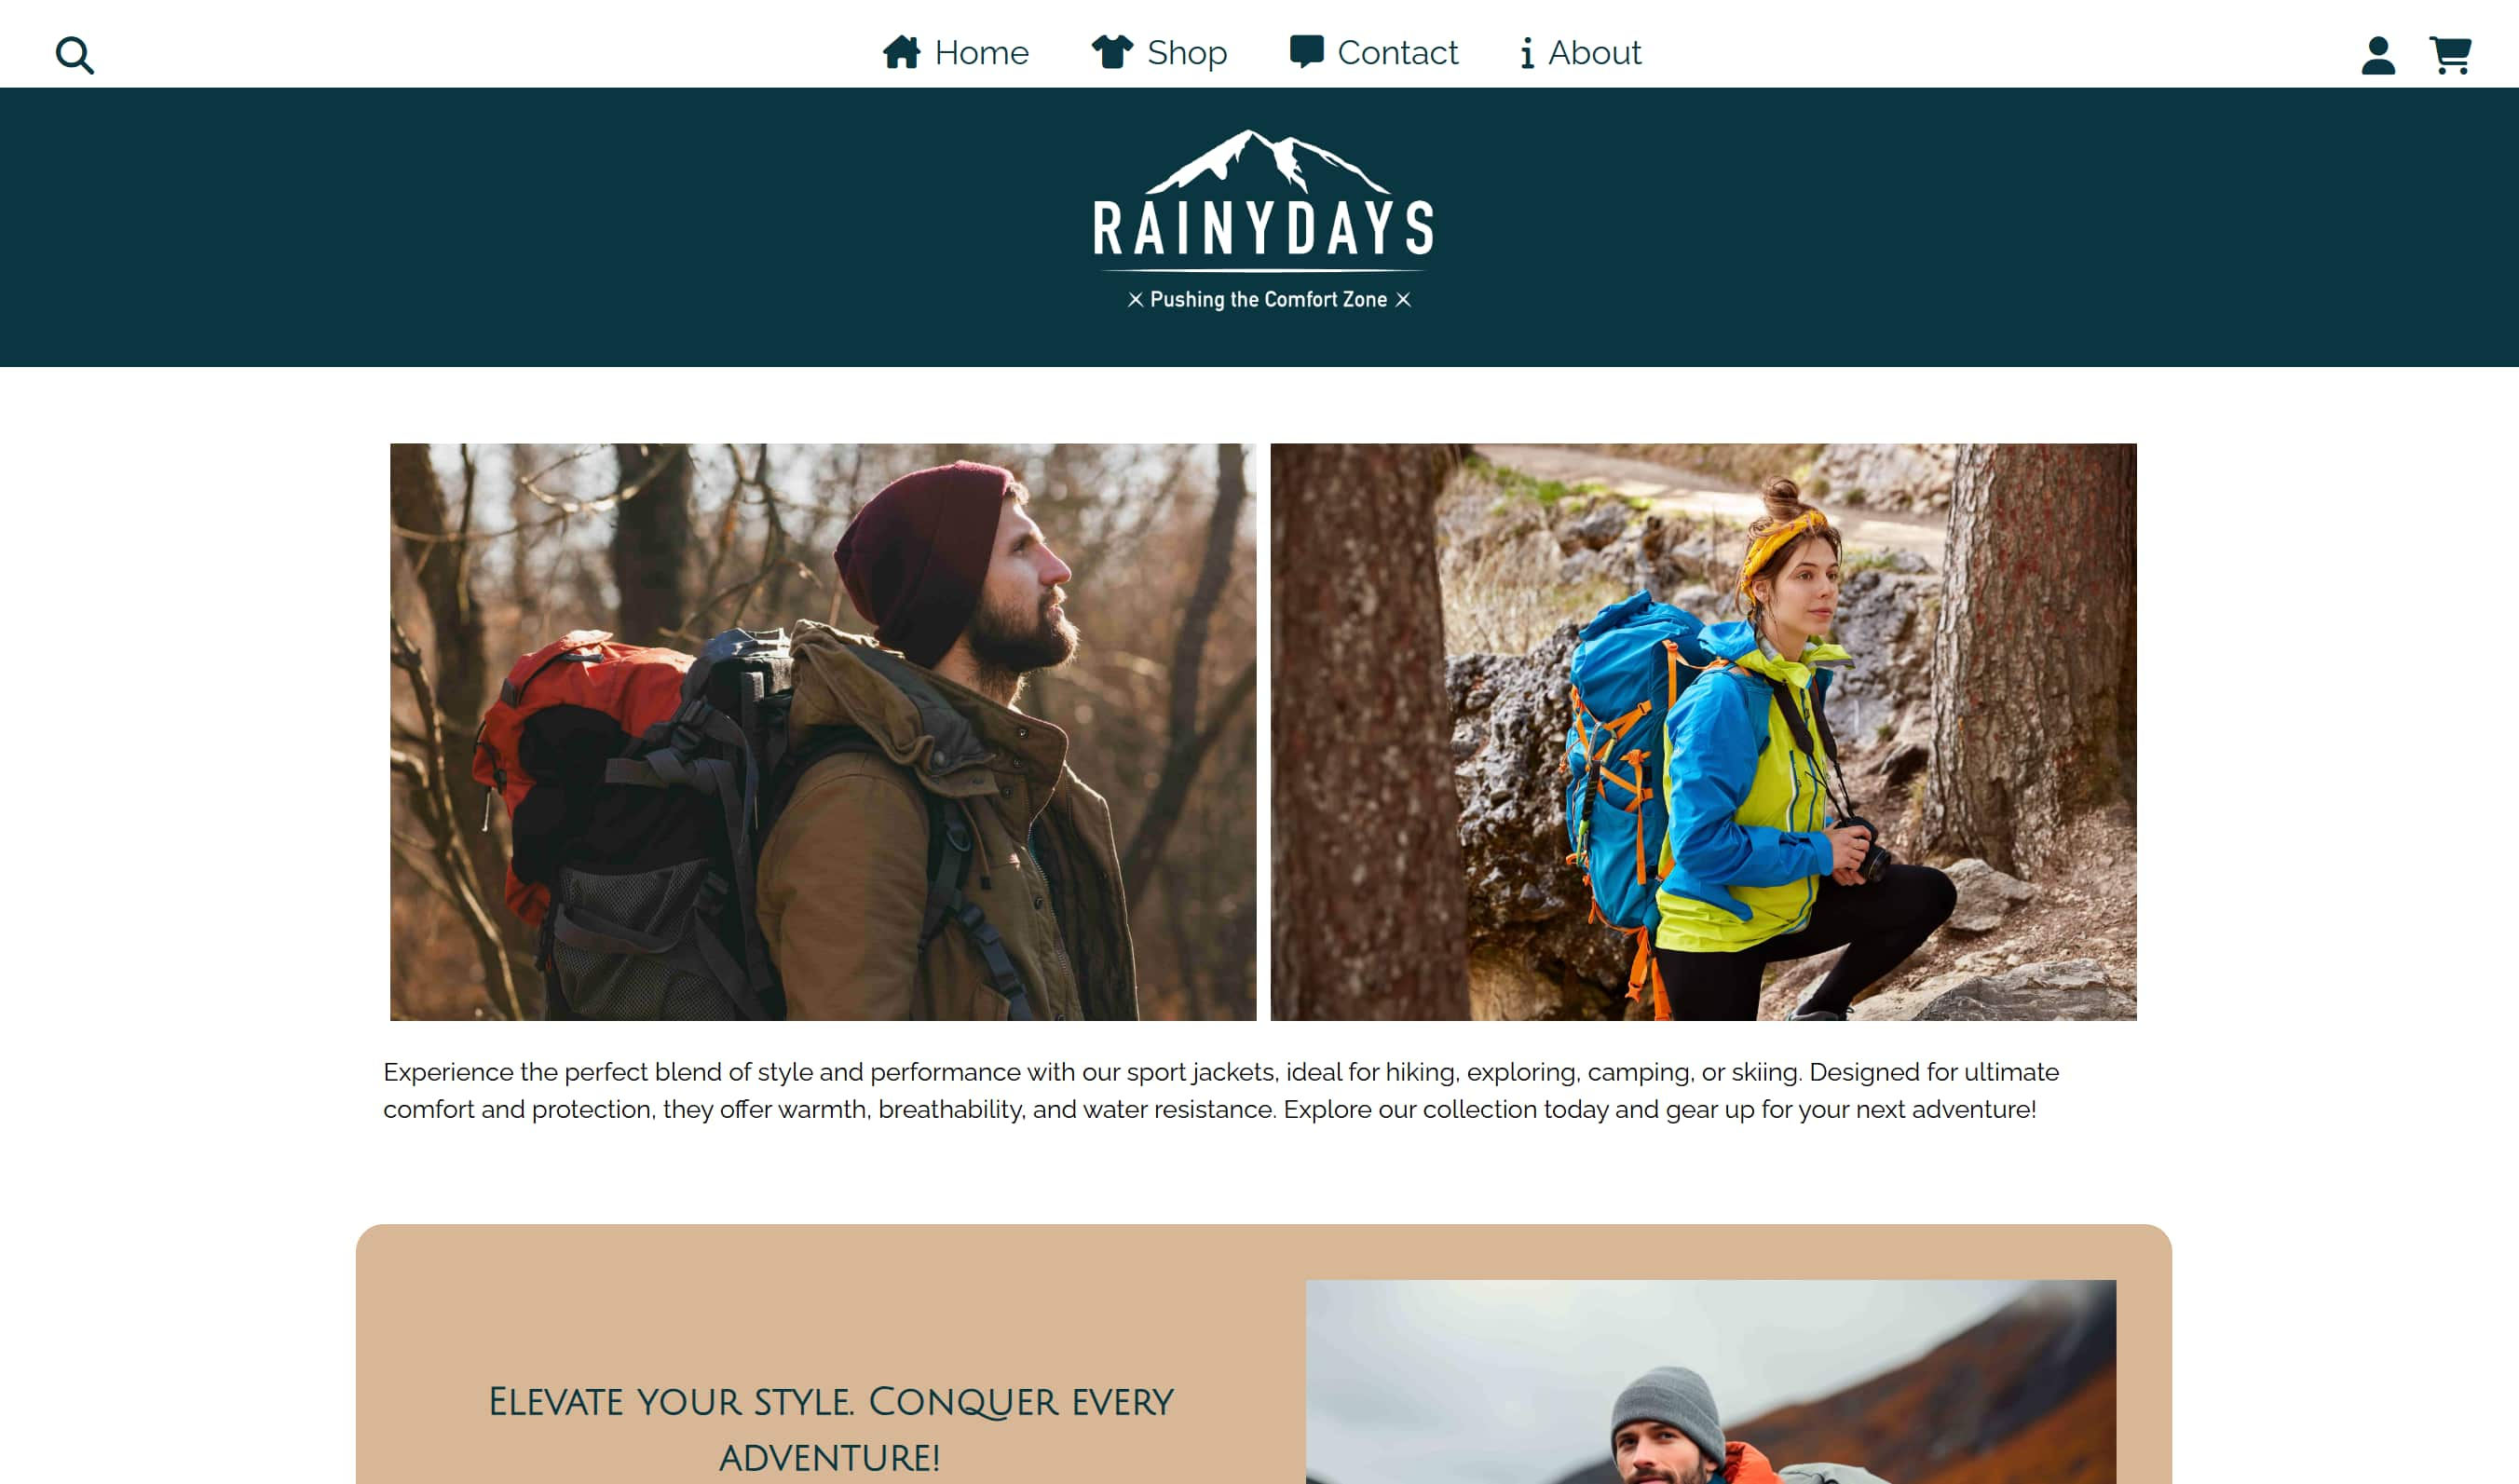 Home Shop Contact About
RAINYDAYS
Pushing the Comfort Zone
Experience the perfect blend of style and performance with our sport jackets, ideal for hiking, exploring, camping, or skiing. Designed for ultimate
comfort and protection, they offer warmth, breathability, and water resistance. Explore our collection today and gear up for your next adventure!
Elevate your style. Conquer every
adventure!